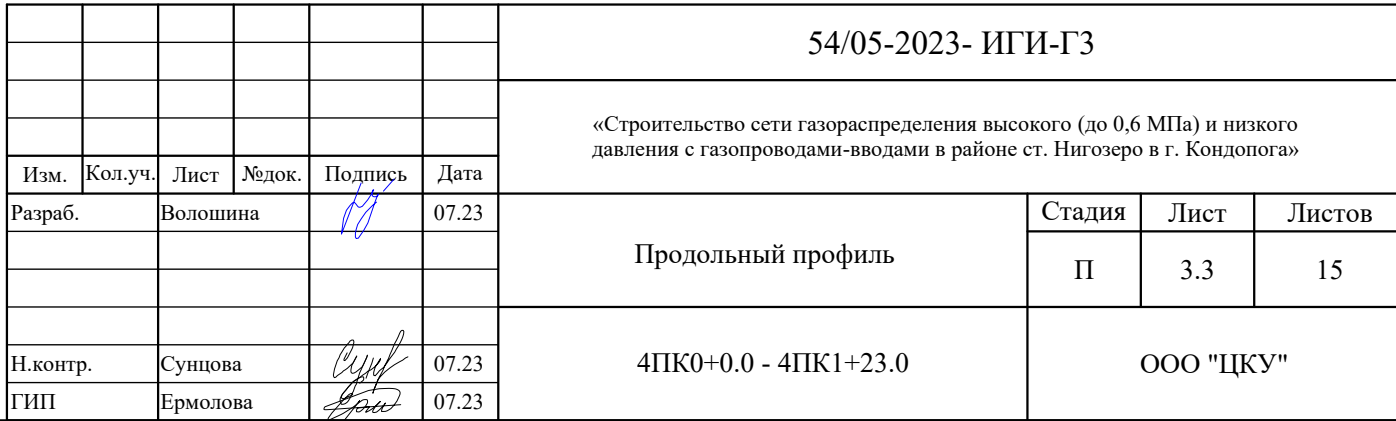 54/05-2023- ИГИ-Г3
«Строительство сети газораспределения высокого (до 0,6 МПа) и низкого
давления с газопроводами-вводами в районе ст. Нигозеро в г. Кондопога»
Изм. Кол.уч. Лист №док. Подпись Дата
Разраб. Волошина 07.23
Продольный профиль
Стадия Лист Листов
П 3.3 15
Н.контр. Сунцова 07.23
ГИП Ермолова 07.23
4ПК0+0.0 - 4ПК1+23.0
ООО "ЦКУ"